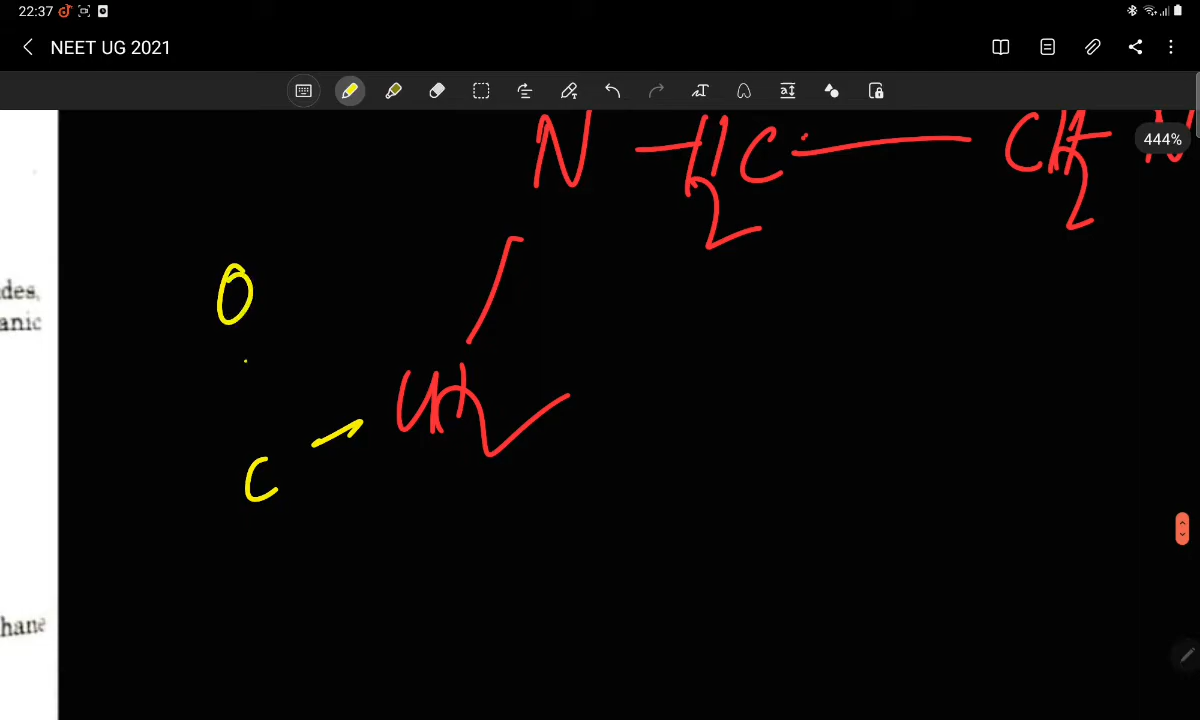 22:37
NEET UG 2021
N — H2C — CH2 — N
444%
O
des,
anic
CH2
C
hane